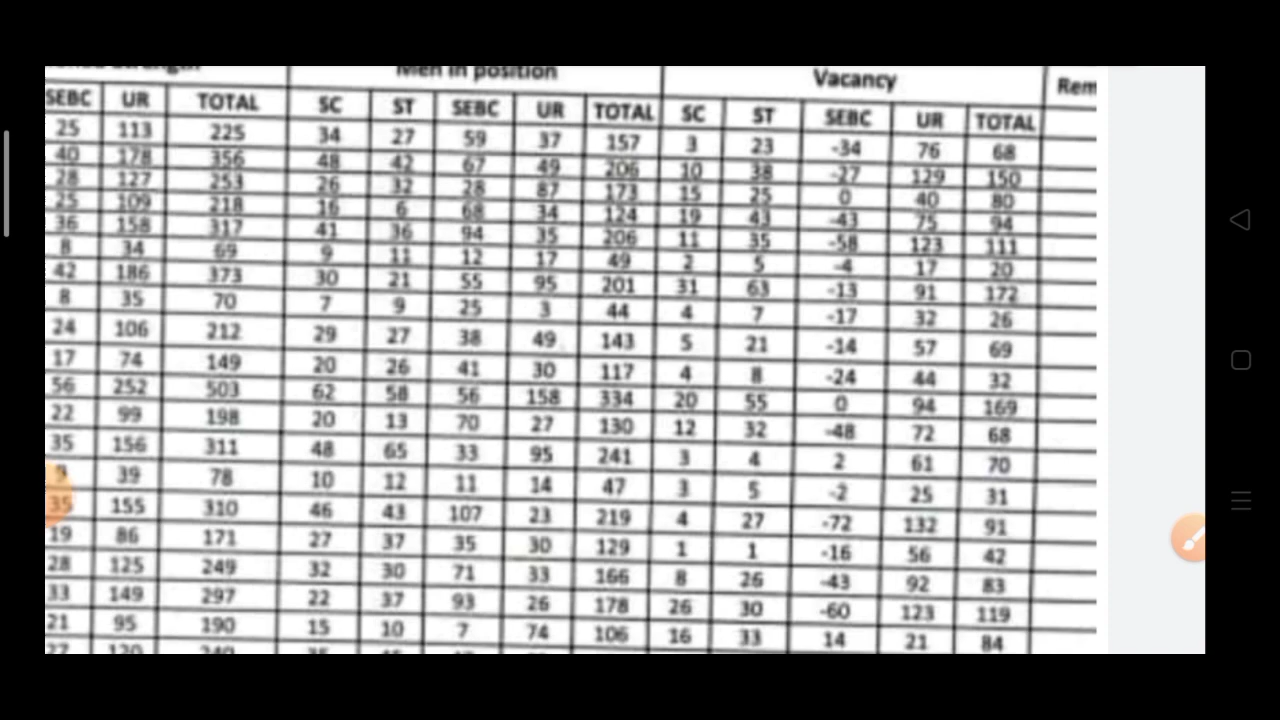 Men in position Vacancy
SEBC UR TOTAL SC ST SEBC UR TOTAL SC ST SEBC UR TOTAL
25 113 225 34 27 59 37 157 3 23 -34 76 68
40 178 356 48 42 67 49 206 10 38 -27 129 150
28 127 253 26 32 28 87 173 15 25 0 40 80
25 109 218 16 6 68 34 124 19 43 -43 75 94
36 158 317 41 36 94 35 206 11 35 -58 123 111
8 34 69 9 11 12 17 49 2 5 -4 17 20
42 186 373 30 21 55 95 201 31 63 -13 91 172
8 35 70 7 9 25 3 44 4 7 -17 32 26
24 106 212 29 27 38 49 143 5 21 -14 57 69
17 74 149 20 26 41 30 117 4 8 -24 44 32
56 252 503 62 58 56 158 334 20 55 0 94 169
22 99 198 20 13 70 27 130 12 32 -48 72 68
35 156 311 48 65 33 95 241 3 4 2 61 70
9 39 78 10 12 11 14 47 3 5 -2 25 31
35 155 310 46 43 107 23 219 4 27 -72 132 91
19 86 171 27 37 35 30 129 1 1 -16 56 42
28 125 249 32 30 71 33 166 8 26 -43 92 83
33 149 297 22 37 93 26 178 26 30 -60 123 119
21 95 190 15 10 7 74 106 16 33 14 21 84